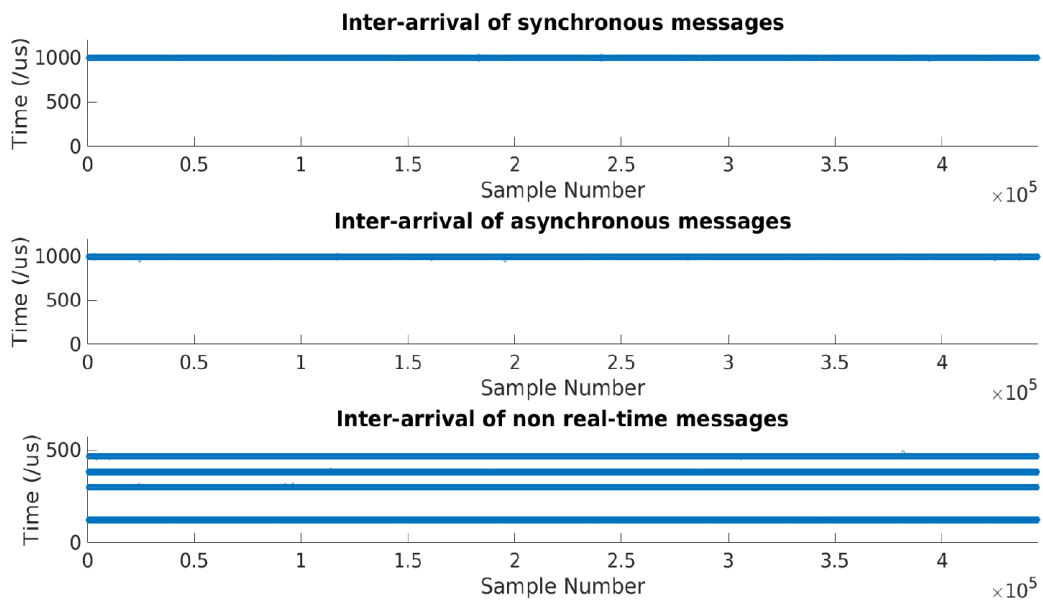 Inter-arrival of synchronous messages
Time (/us)
1000
500
0
0 0.5 1 1.5 2 2.5 3 3.5 4
Sample Number
×10^5
Inter-arrival of asynchronous messages
Time (/us)
1000
500
0
0 0.5 1 1.5 2 2.5 3 3.5 4
Sample Number
×10^5
Inter-arrival of non real-time messages
Time (/us)
500
0
0 0.5 1 1.5 2 2.5 3 3.5 4
Sample Number
×10^5